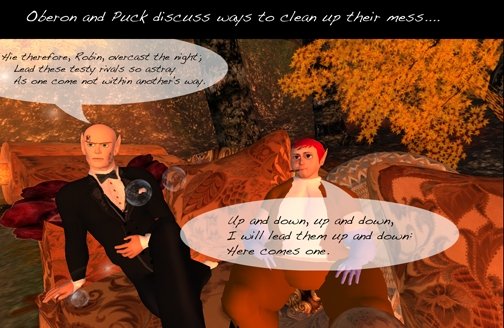 Oberon and Puck discuss ways to clean up their mess....
Hie therefore, Robin, overcast the night;
Lead these testy rivals so astray
As one come not within another's way.
Up and down, up and down,
I will lead them up and down:
Here comes one.